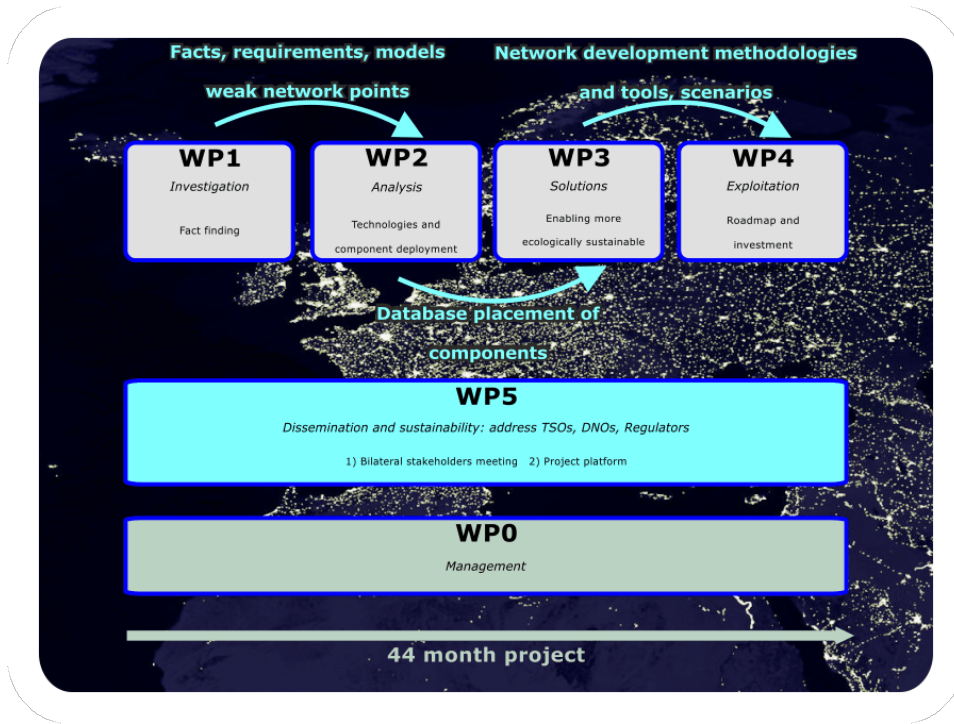 Facts, requirements, models
weak network points
Network development methodologies
and tools, scenarios
WP1
Investigation
Fact finding
WP2
Analysis
Technologies and
component deployment
WP3
Solutions
Enabling more
ecologically sustainable
WP4
Exploitation
Roadmap and
investment
Database placement of
components
WP5
Dissemination and sustainability: address TSOs, DNOs, Regulators
1) Bilateral stakeholders meeting 2) Project platform
WP0
Management
44 month project